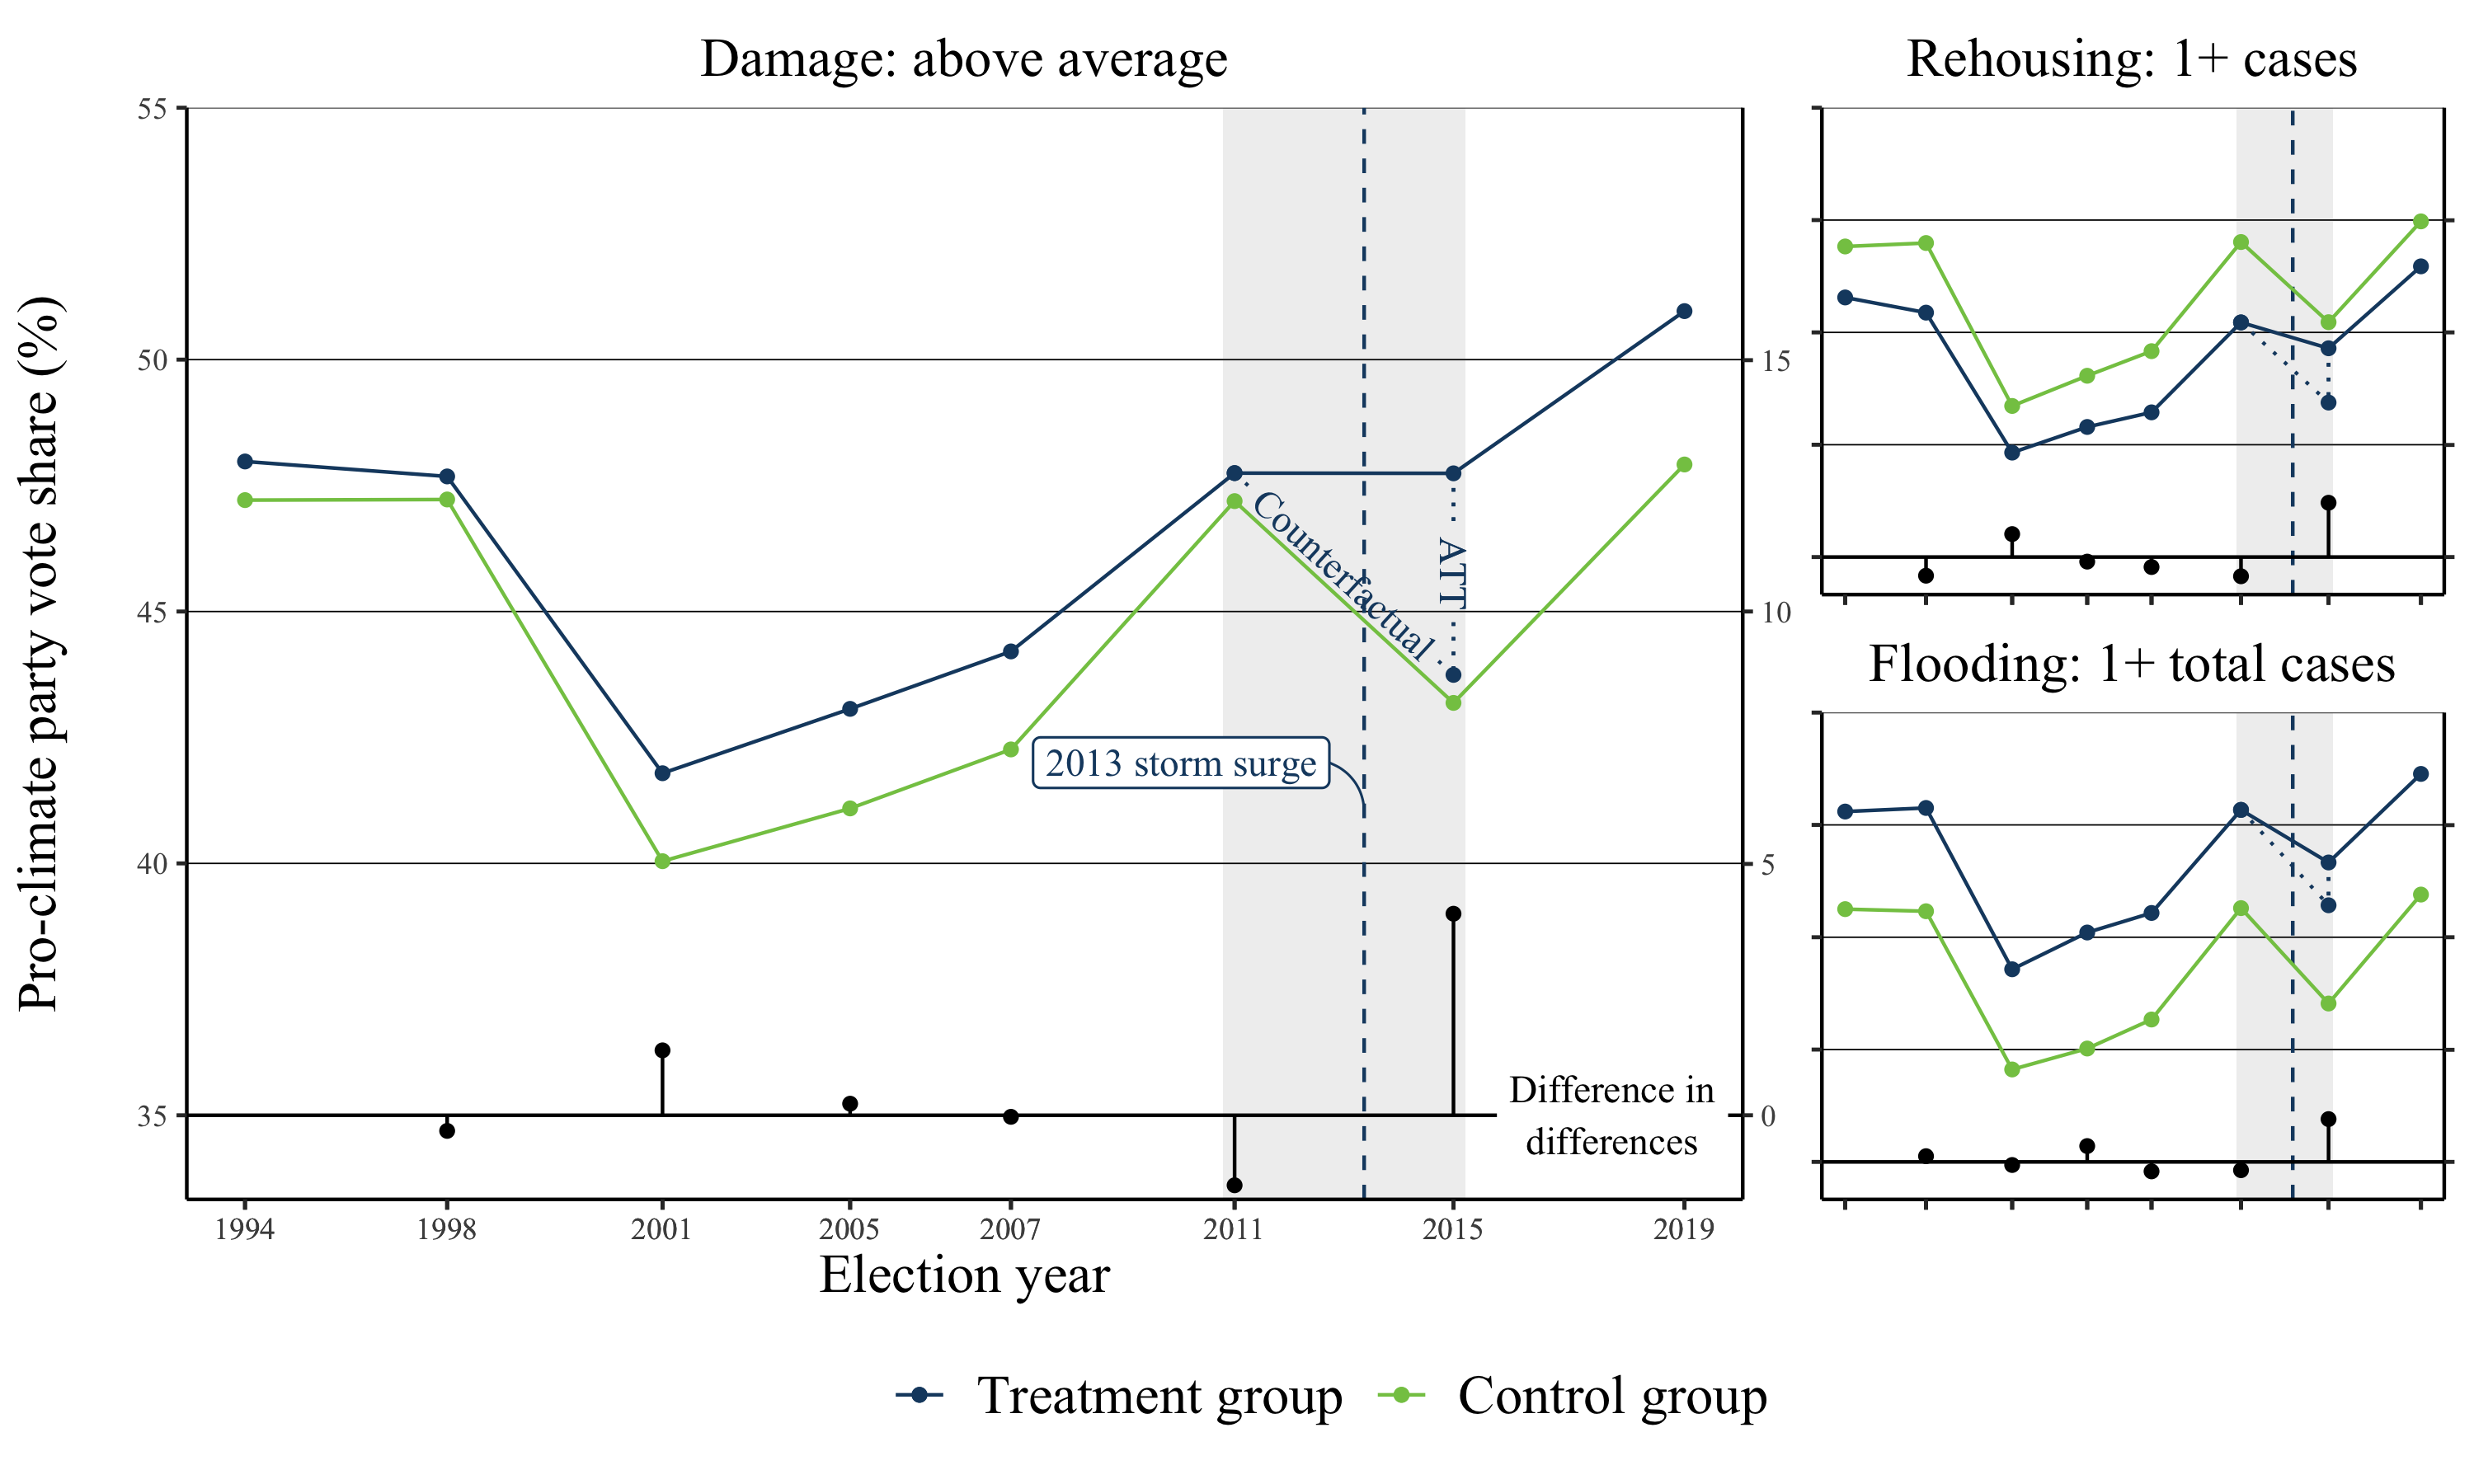 Damage: above average
Rehousing: 1+ cases
Flooding: 1+ total cases
Pro-climate party vote share (%)
55
50
45
40
35
15
10
5
0
Counterfactual
ATT
2013 storm surge
Difference in
differences
1994 1998 2001 2005 2007 2011 2015 2019
Election year
Treatment group Control group